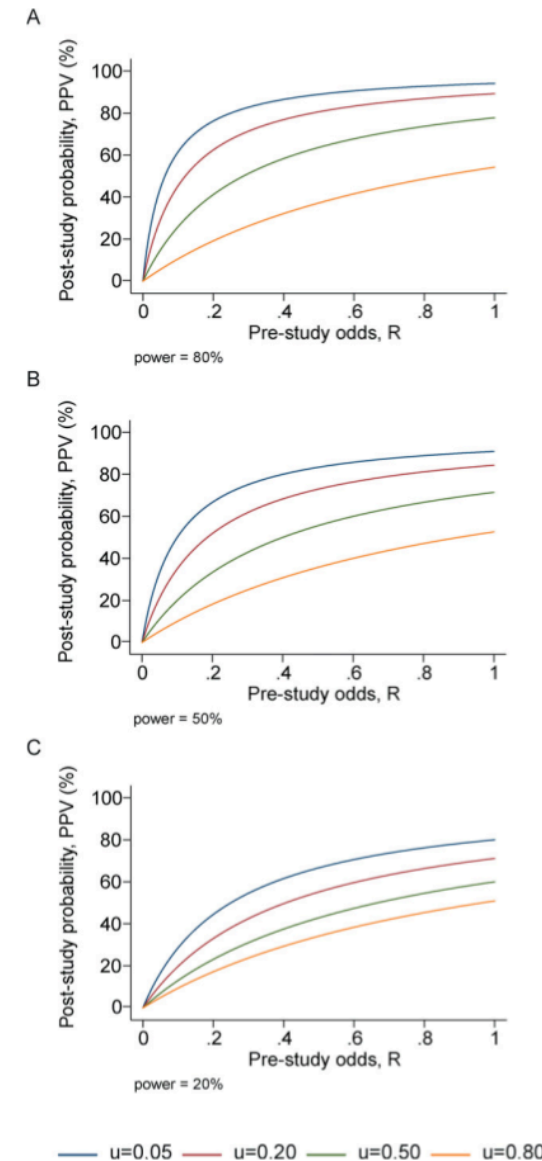 A
Post-study probability, PPV (%)
100
80
60
40
20
0
0 .2 .4 .6 .8 1
Pre-study odds, R
power = 80%
B
Post-study probability, PPV (%)
100
80
60
40
20
0
0 .2 .4 .6 .8 1
Pre-study odds, R
power = 50%
C
Post-study probability, PPV (%)
100
80
60
40
20
0
0 .2 .4 .6 .8 1
Pre-study odds, R
power = 20%
u=0.05 u=0.20 u=0.50 u=0.80